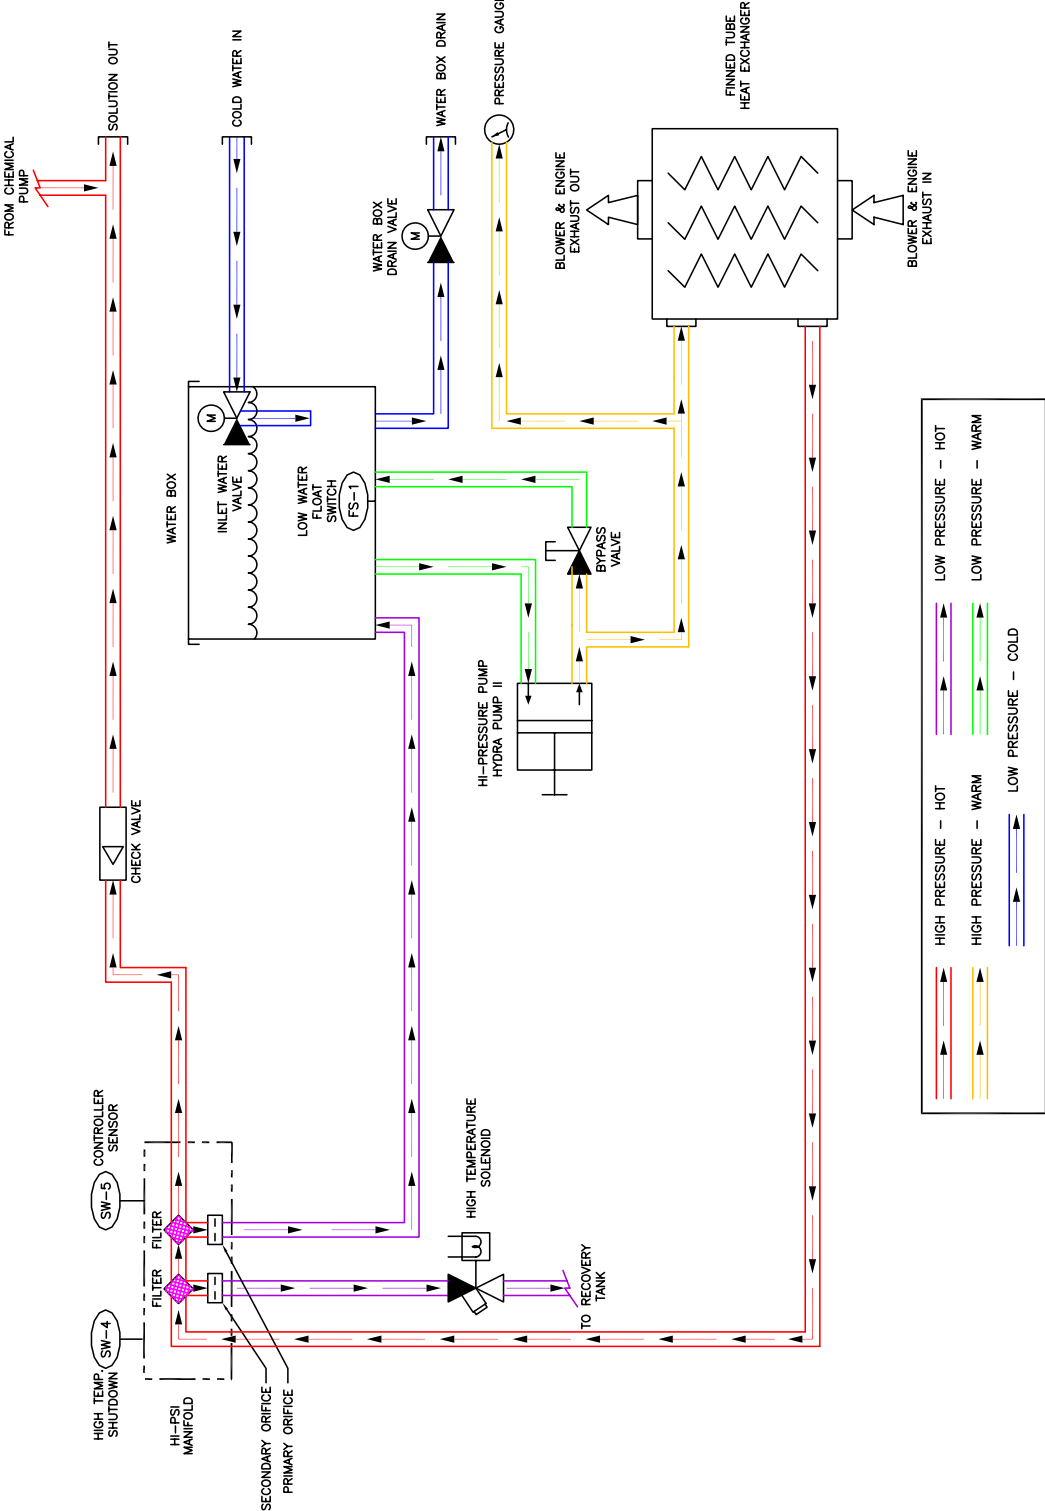 FROM CHEMICAL
PUMP
SOLUTION OUT
COLD WATER IN
WATER BOX DRAIN
PRESSURE GAUGE
FINNED TUBE
HEAT EXCHANGER
WATER BOX
DRAIN VALVE
M
BLOWER & ENGINE
EXHAUST OUT
BLOWER & ENGINE
EXHAUST IN
WATER BOX
M
INLET WATER
VALVE
LOW WATER
FLOAT
SWITCH
FS-1
BYPASS
VALVE
HI-PRESSURE PUMP
HYDRA PUMP II
CHECK VALVE
CONTROLLER
SENSOR
SW-5
FILTER
FILTER
HIGH TEMPERATURE
SOLENOID
TO RECOVERY
TANK
HIGH TEMP.
SHUTDOWN
SW-4
HI-PSI
MANIFOLD
SECONDARY ORIFICE
PRIMARY ORIFICE
HIGH PRESSURE - HOT
LOW PRESSURE - HOT
HIGH PRESSURE - WARM
LOW PRESSURE - WARM
LOW PRESSURE - COLD